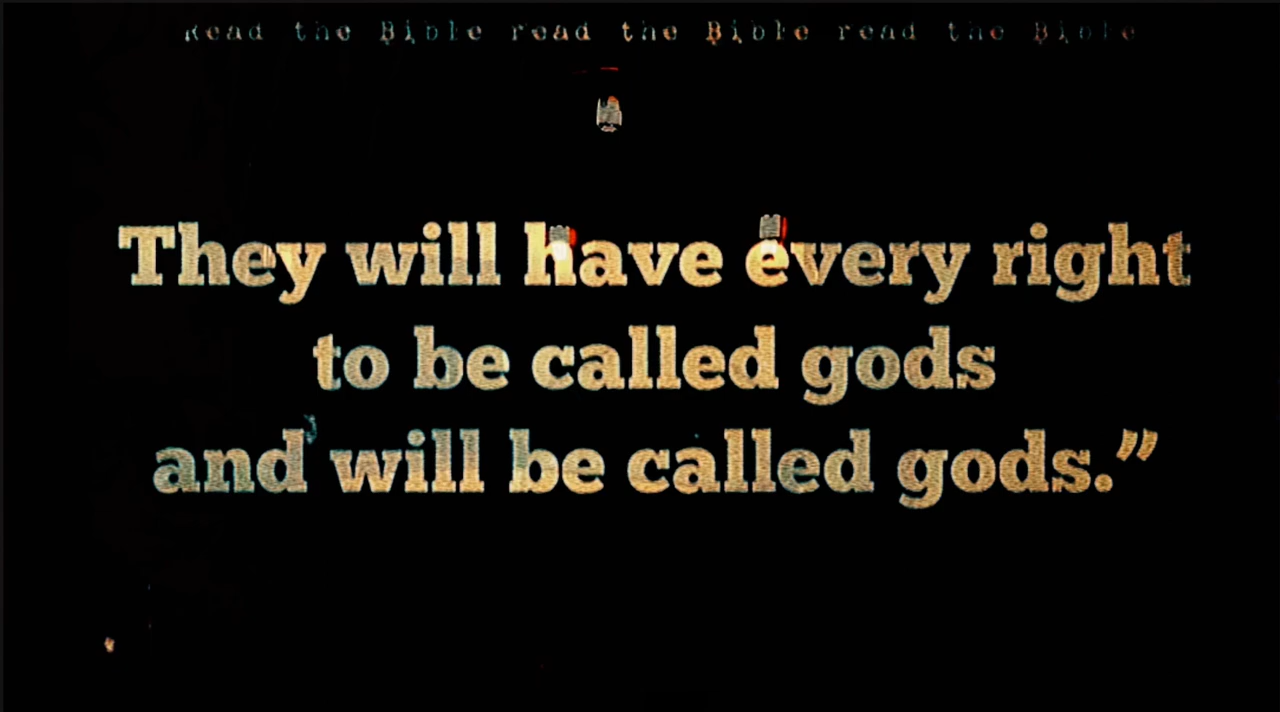 Read the Bible read the Bible read the Bible
They will have every right
to be called gods
and will be called gods.”